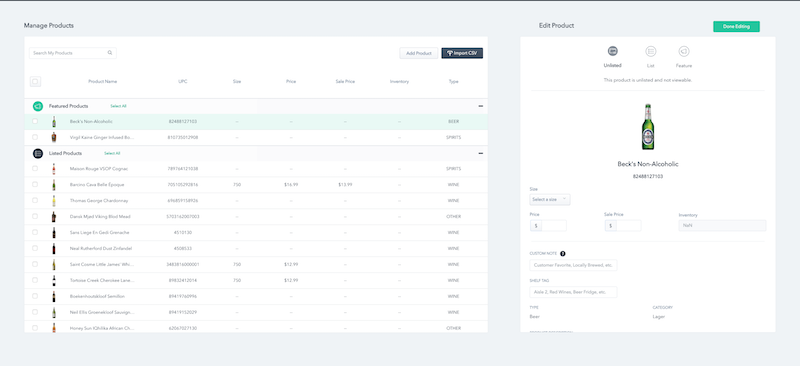 Manage Products
Search My Products
Add Product
Import CSV
Product Name UPC Size Price Sale Price Inventory Type
Featured Products Select All
Beck's Non-Alcoholic 82488127103 -- -- -- -- BEER
Virgil Kaine Ginger Infused Bo... 815735012958 -- -- -- -- SPIRITS
Listed Products Select All
Maison Rouge VSOP Cognac 789764121038 -- -- -- -- SPIRITS
Barcino Cava Belle Epoque 705105292816 750 $16.99 $13.99 -- WINE
Thomas George Chardonnay 696859158926 -- -- -- -- WINE
Dansk Mjød Viking Blod Mead 5703160307003 -- -- -- -- OTHER
Sans Liege En Gedi Grenache 4510130 -- -- -- -- WINE
Neal Rutherford Dust Zinfandel 4508533 -- -- -- -- WINE
Saint Cosme Little James' Whi... 3483816000001 750 $12.99 -- -- WINE
Tortoise Creek Cherokee Lane... 89832412016 750 $12.99 -- -- WINE
Boekenhoutskloof Semillon 89419760996 -- -- -- -- WINE
Neil Ellis Groenekloof Sauvign... 89419152029 -- -- -- -- WINE
Honey Sun iQhilika African Ch... 62067027130 -- -- -- -- OTHER
Edit Product
Done Editing
Unlisted List Feature
This product is unlisted and not viewable
Beck's Non-Alcoholic
82488127103
Size
Select a size
Price Sale Price Inventory
$ $ NaN
CUSTOM NOTE ?
Customer Favorite, Locally Brewed, etc.
SHELF-TAG
Aisle 2, Red Wines, Beer Fridge, etc.
TYPE CATEGORY
Beer Lager